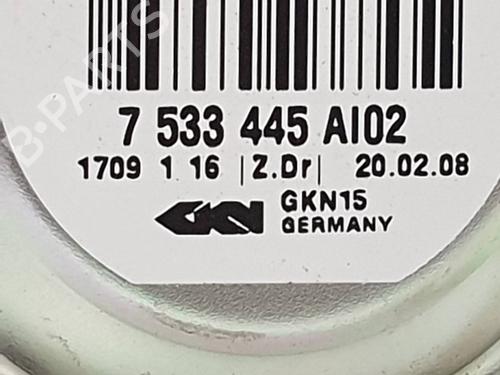 B-PARTS
7 533 445 AI02
1709 1 16 |Z.Dr| 20.02.08
GKN GKN15
GERMANY